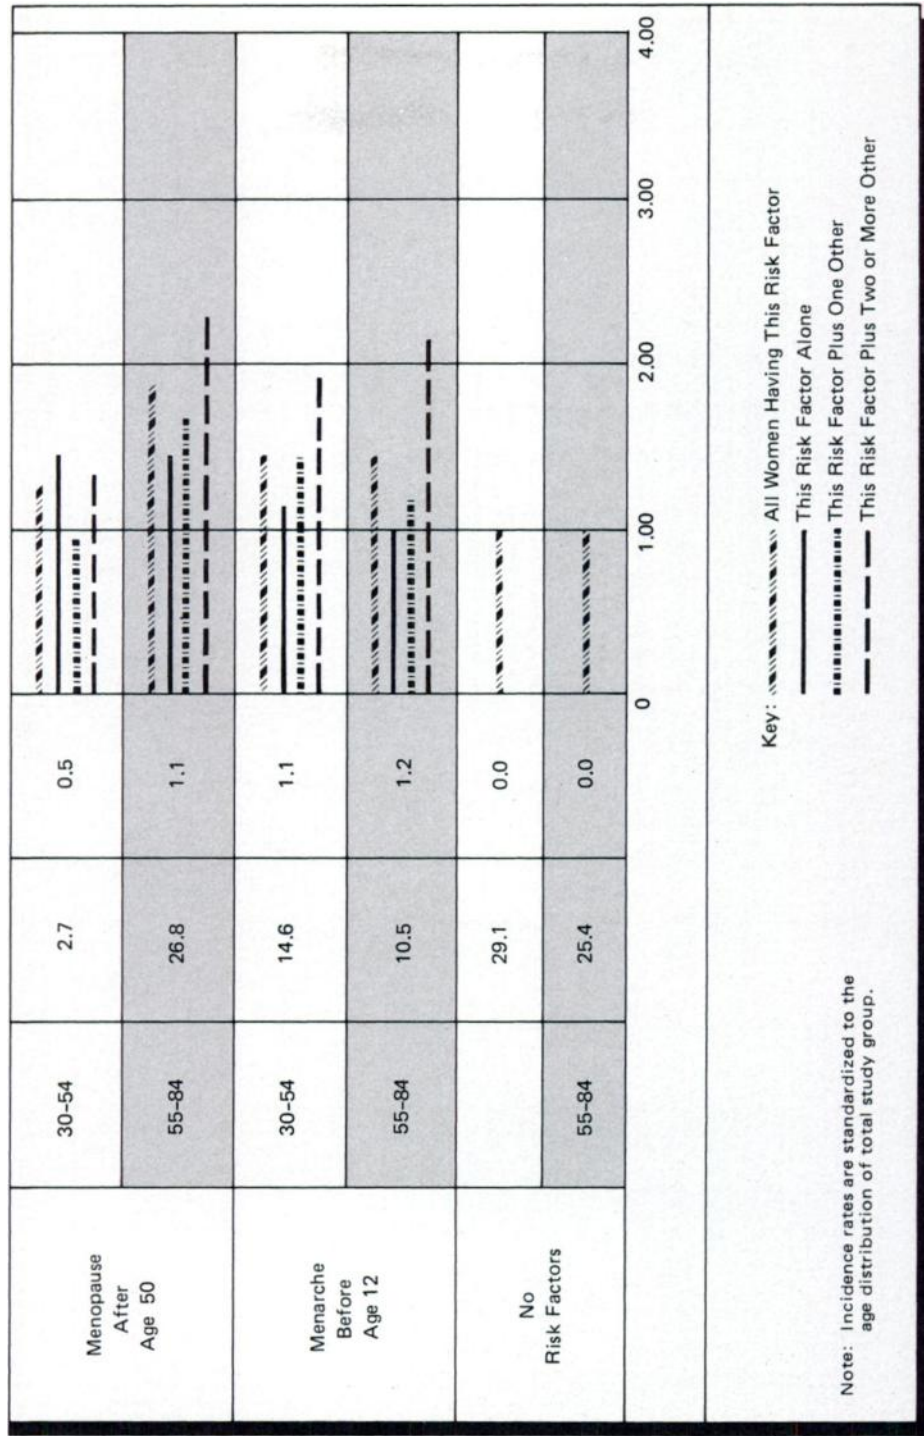 Menopause
After
Age 50
30–54
2.7
0.5
55–84
26.8
1.1
Menarche
Before
Age 12
30–54
14.6
1.1
55–84
10.5
1.2
No
Risk Factors
29.1
0.0
55–84
25.4
0.0
0
1.00
2.00
3.00
4.00
Key:
All Women Having This Risk Factor
This Risk Factor Alone
This Risk Factor Plus One Other
This Risk Factor Plus Two or More Other
Note: Incidence rates are standardized to the
age distribution of total study group.